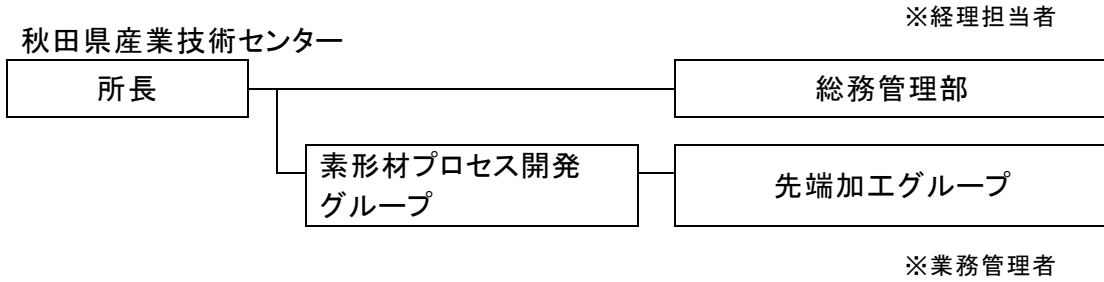 ※経理担当者
秋田県産業技術センター
所長
総務管理部
素形材プロセス開発
グループ
先端加工グループ
※業務管理者